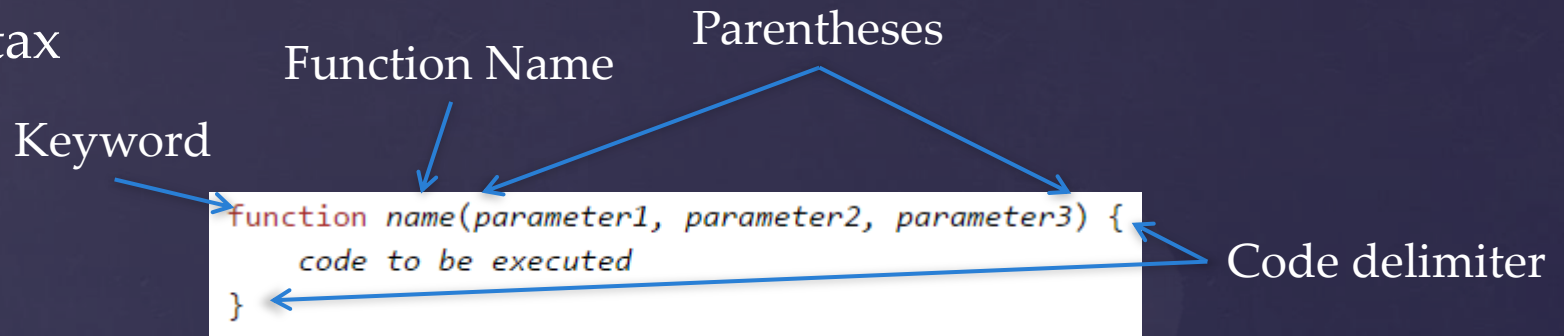 tax
Parentheses
Function Name
Keyword
function name(parameter1, parameter2, parameter3) {
    code to be executed
}
Code delimiter